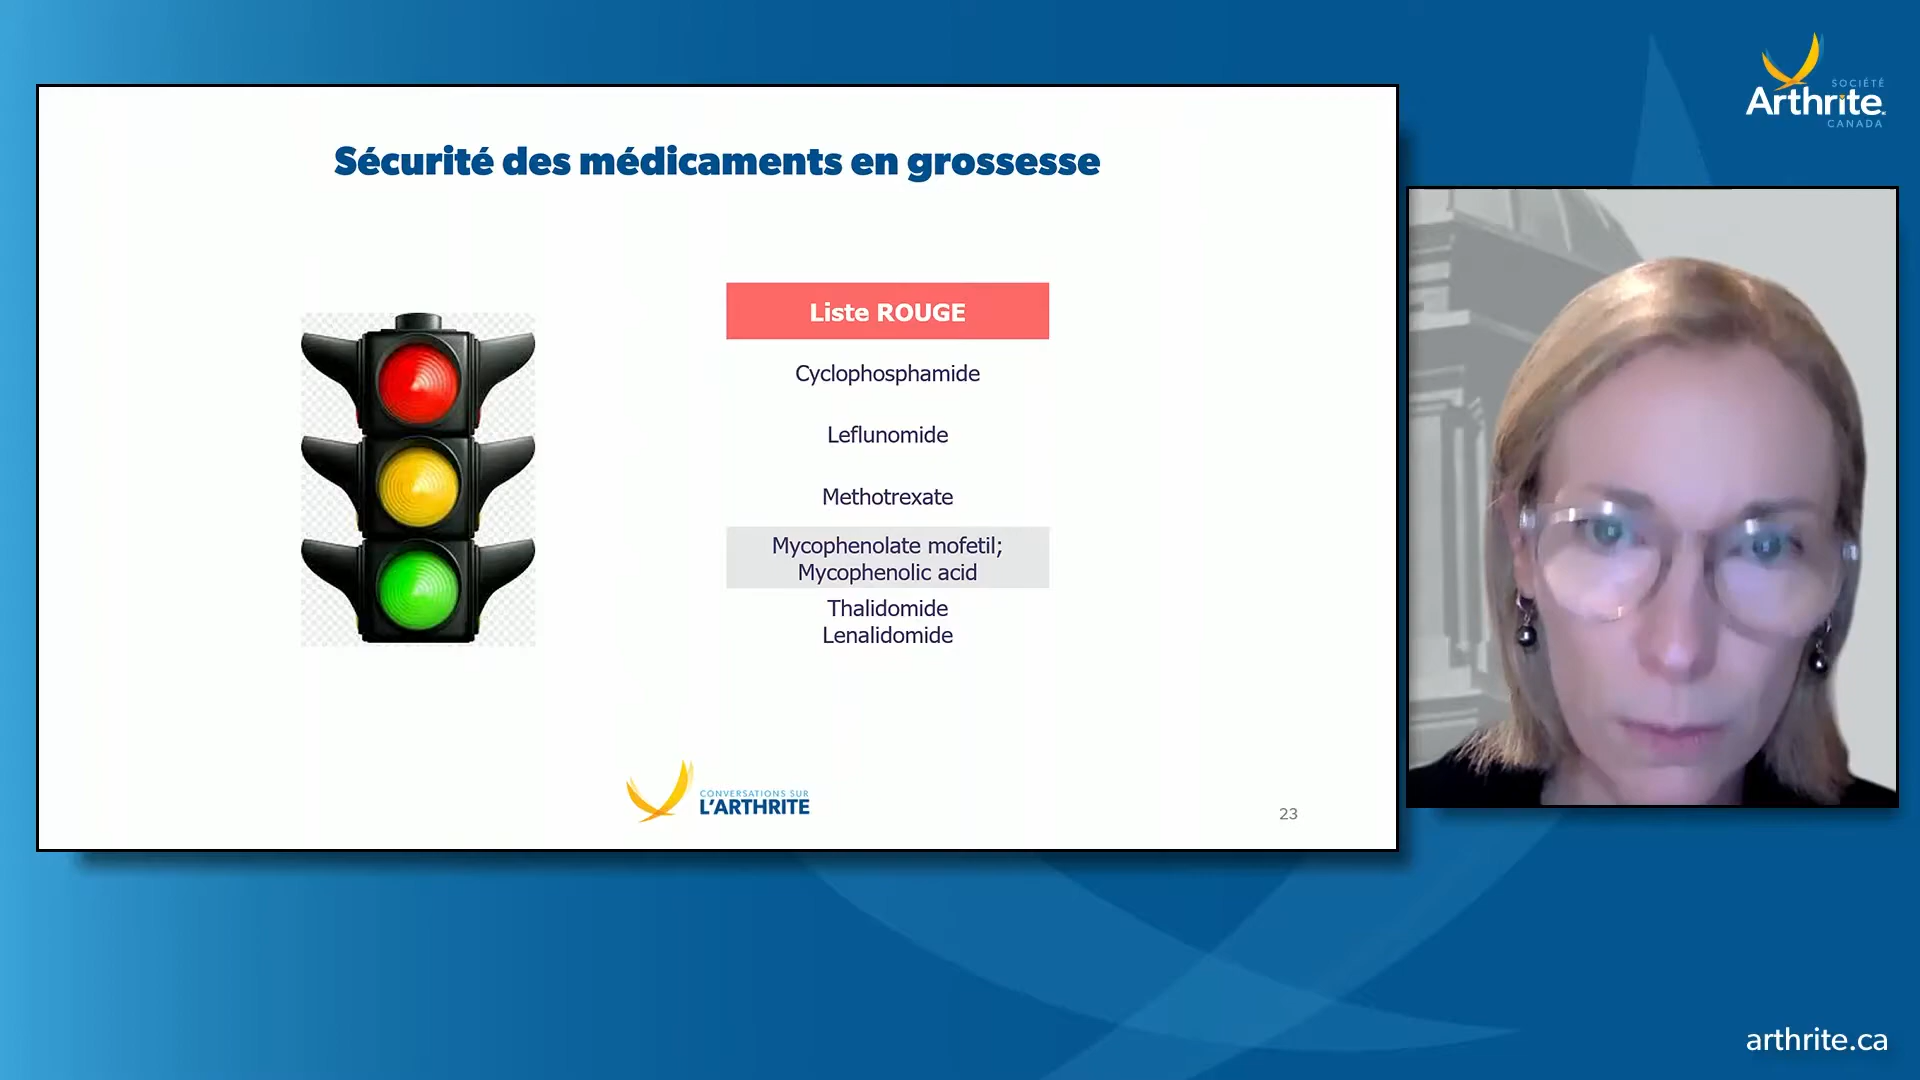 SOCIÉTÉ
Arthrite
CANADA
Sécurité des médicaments en grossesse
Liste ROUGE
Cyclophosphamide
Leflunomide
Methotrexate
Mycophenolate mofetil;
Mycophenolic acid
Thalidomide
Lenalidomide
CONVERSATIONS SUR
L'ARTHRITE
23
arthrite.ca